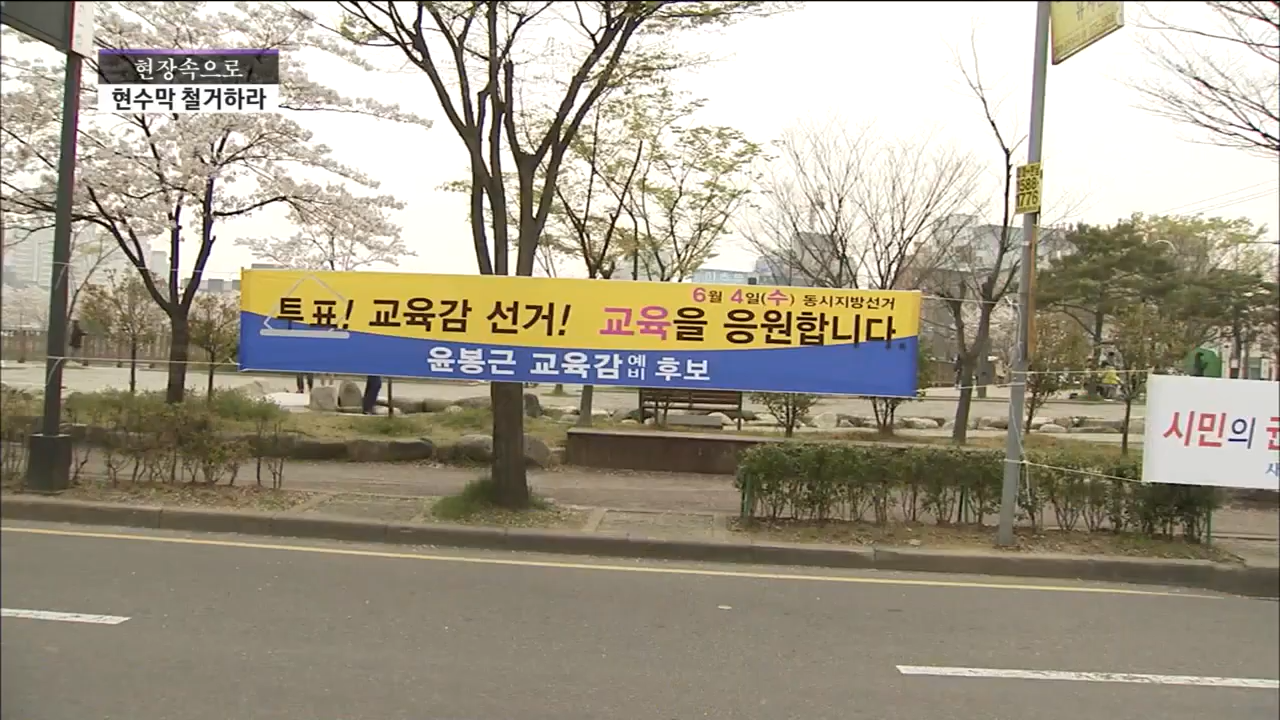 현장속으로
현수막 철거하라
6월 4일(수) 동시지방선거
투표! 교육감 선거! 교육을 응원합니다
윤봉근 교육감 예비 후보
588
776
시민의